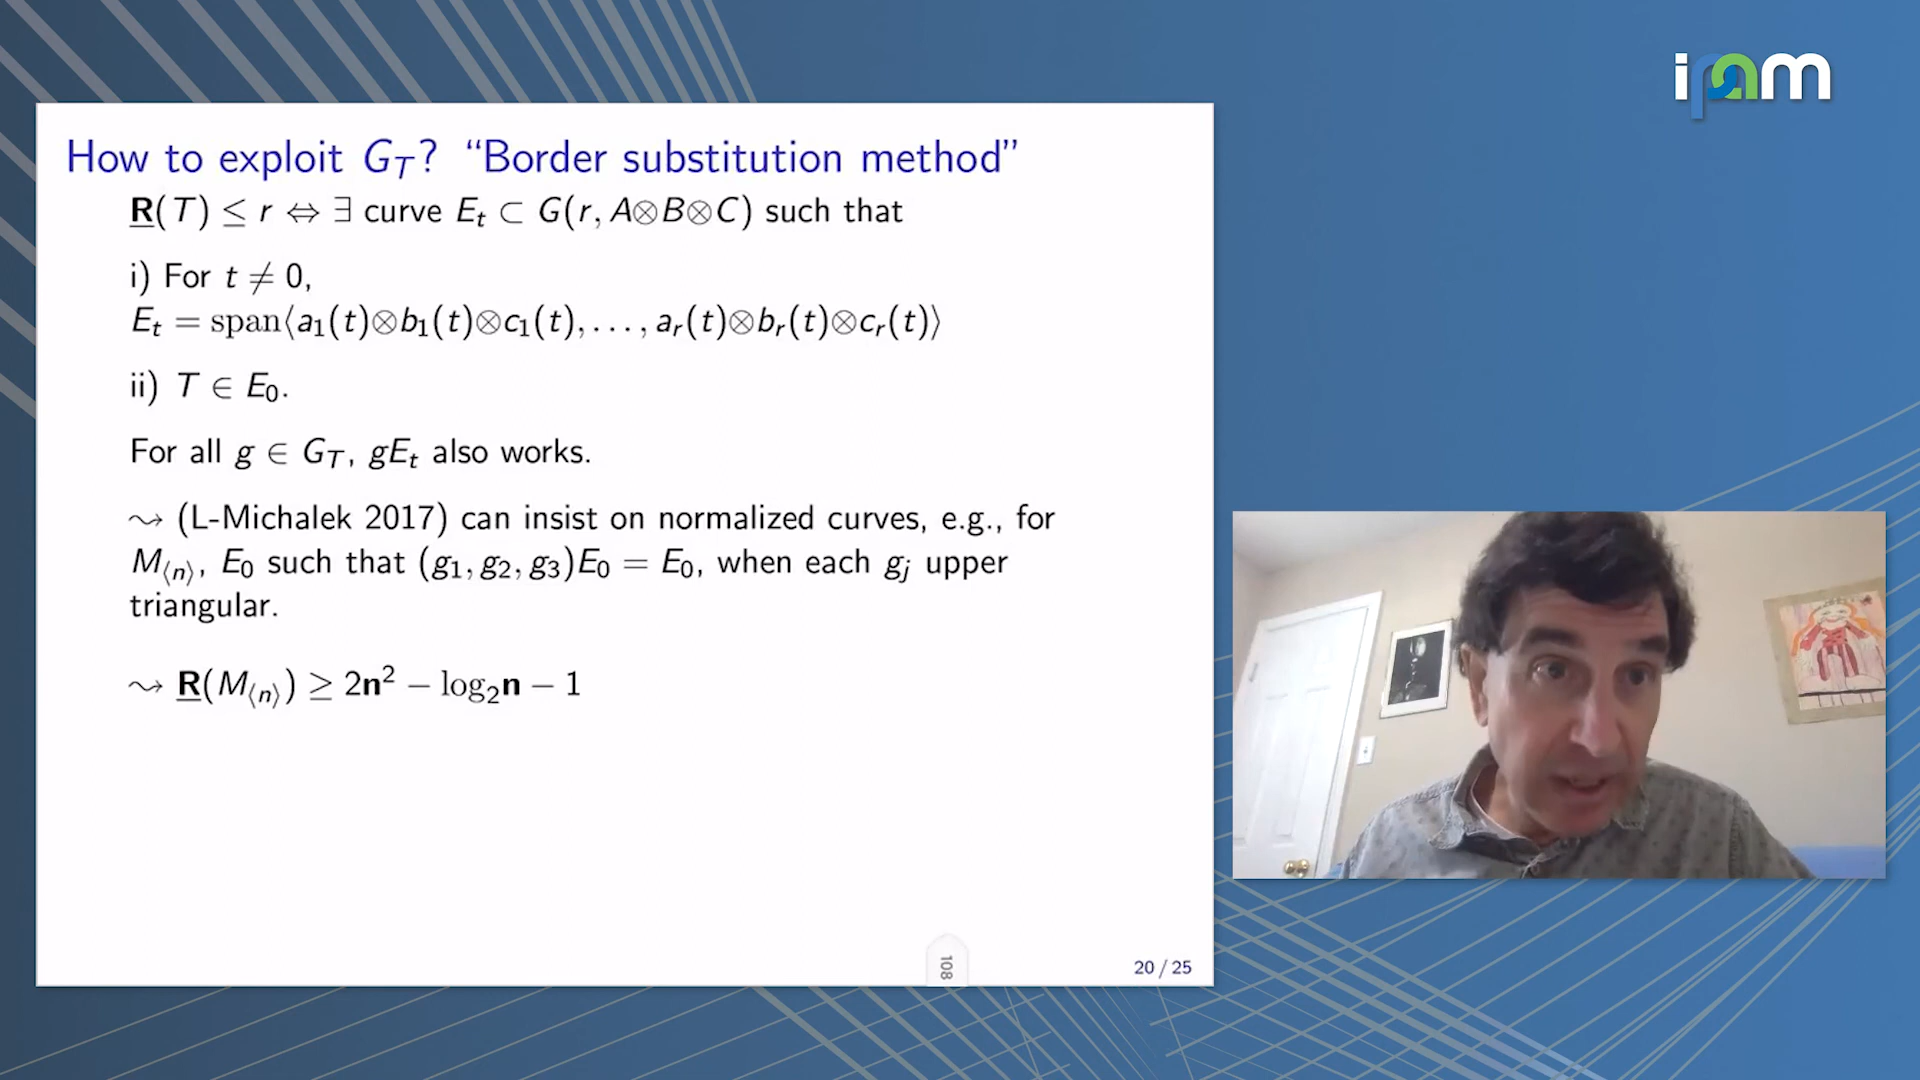 ipam
How to exploit G_T? “Border substitution method”
R̲(T) ≤ r ⇔ ∃ curve E_t ⊂ G(r, A⊗B⊗C) such that
i) For t ≠ 0,
E_t = span⟨a_1(t)⊗b_1(t)⊗c_1(t), . . . , a_r(t)⊗b_r(t)⊗c_r(t)⟩
ii) T ∈ E_0.
For all g ∈ G_T, gE_t also works.
⇝ (L-Michalek 2017) can insist on normalized curves, e.g., for
M_⟨n⟩, E_0 such that (g_1, g_2, g_3)E_0 = E_0, when each g_j upper
triangular.
⇝ R̲(M_⟨n⟩) ≥ 2n² − log_2 n − 1
108
20 / 25